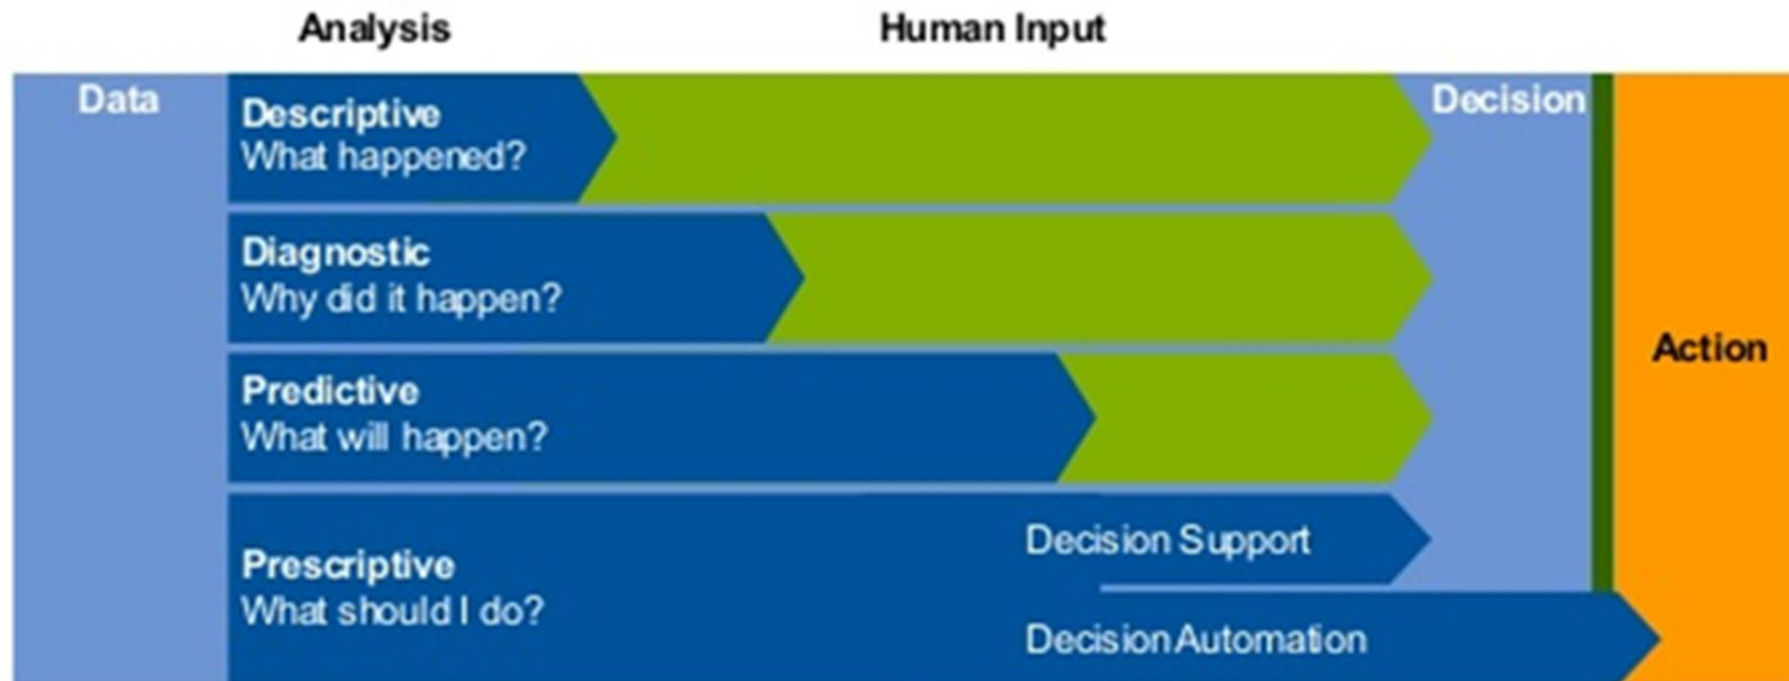 Analysis
Human Input
Data
Descriptive
What happened?
Decision
Diagnostic
Why did it happen?
Action
Predictive
What will happen?
Prescriptive
What should I do?
Decision Support
Decision Automation